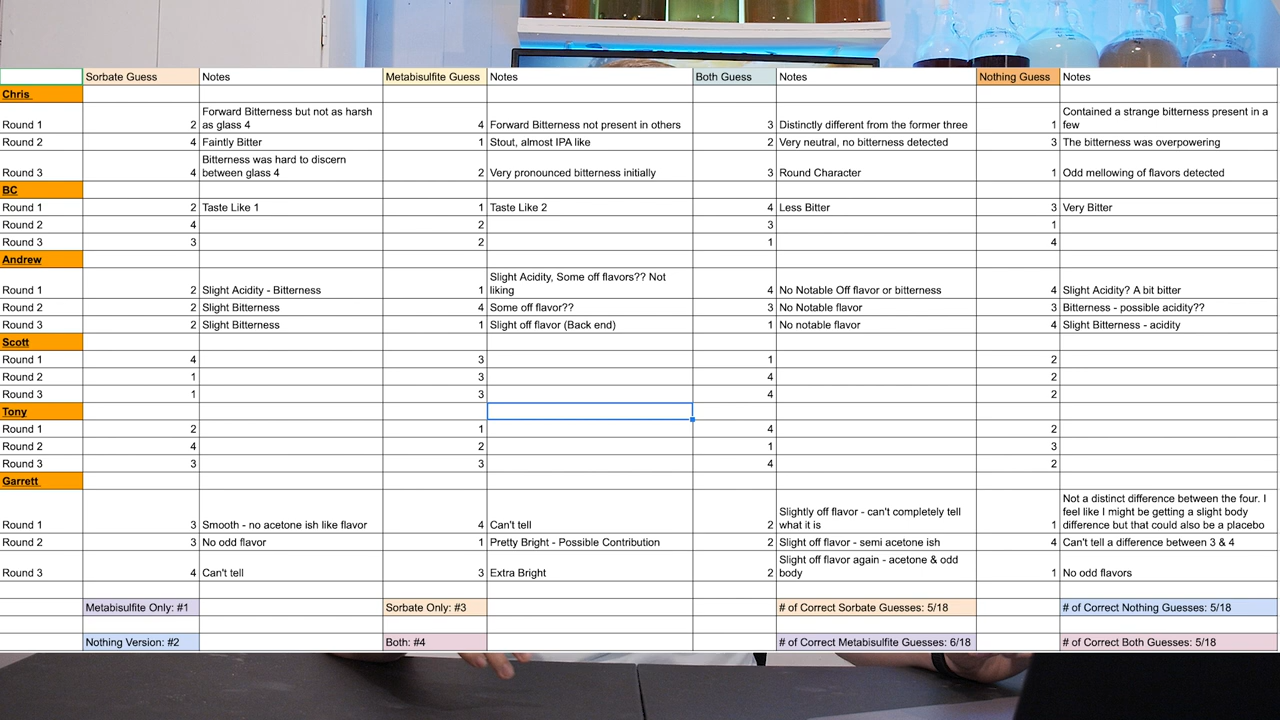 Sorbate Guess Notes Metabisulfite Guess Notes Both Guess Notes Nothing Guess Notes
Chris
Forward Bitterness but not as harsh Contained a strange bitterness present in a
Round 1 2 as glass 4 4 Forward Bitterness not present in others 3 Distinctly different from the former three 1 few
Round 2 4 Faintly Bitter 1 Stout, almost IPA like 2 Very neutral, no bitterness detected 3 The bitterness was overpowering
Bitterness was hard to discern
Round 3 4 between glass 4 2 Very pronounced bitterness initially 3 Round Character 1 Odd mellowing of flavors detected
BC
Round 1 2 Taste Like 1 1 Taste Like 2 4 Less Bitter 3 Very Bitter
Round 2 4 2 3 1
Round 3 3 2 1 4
Andrew
Slight Acidity, Some off flavors?? Not
Round 1 2 Slight Acidity - Bitterness 1 liking 4 No Notable Off flavor or bitterness 4 Slight Acidity? A bit bitter
Round 2 2 Slight Bitterness 4 Some off flavor?? 3 No Notable flavor 3 Bitterness - possible acidity??
Round 3 2 Slight Bitterness 1 Slight off flavor (Back end) 1 No notable flavor 4 Slight Bitterness - acidity
Scott
Round 1 4 3 1 2
Round 2 1 3 4 2
Round 3 1 3 4 2
Tony
Round 1 2 1 4 2
Round 2 4 2 1 3
Round 3 3 3 4 2
Garrett
Not a distinct difference between the four. I
Slightly off flavor - can't completely tell feel like I might be getting a slight body
Round 1 3 Smooth - no acetone ish like flavor 4 Can't tell 2 what it is 1 difference but that could also be a placebo
Round 2 3 No odd flavor 1 Pretty Bright - Possible Contribution 2 Slight off flavor - semi acetone ish 4 Can't tell a difference between 3 & 4
Slight off flavor again - acetone & odd
Round 3 4 Can't tell 3 Extra Bright 2 body 1 No odd flavors
Metabisulfite Only: #1 Sorbate Only: #3 # of Correct Sorbate Guesses: 5/18 # of Correct Nothing Guesses: 5/18
Nothing Version: #2 Both: #4 # of Correct Metabisulfite Guesses: 6/18 # of Correct Both Guesses: 5/18